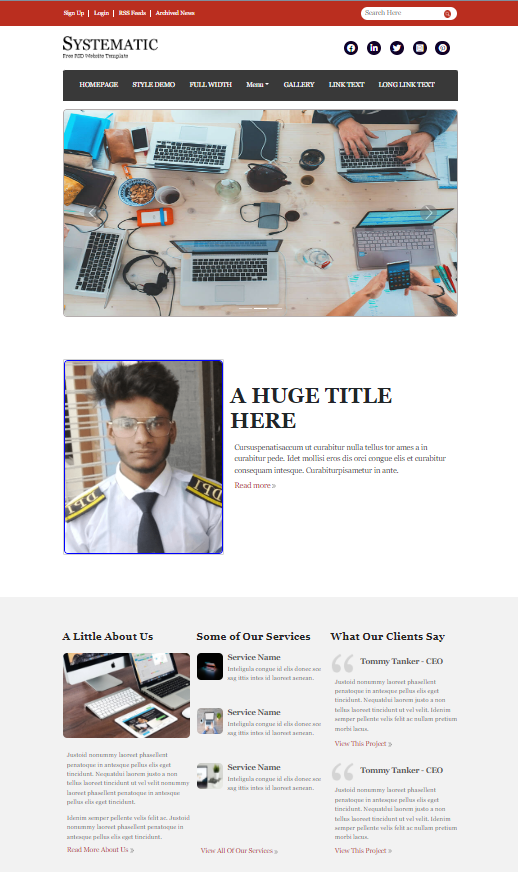 Sign Up | Login | RSS Feeds | Archived News
Search Here
SYSTEMATIC
Free PSD Website Template
HOMEPAGE STYLE DEMO FULL WIDTH Menu GALLERY LINK TEXT LONG LINK TEXT
DPI DPI
A HUGE TITLE
HERE
Cursuspenatisaccum ut curabitur nulla tellus tor ames a in
curabitur pede. Idet mollisi eros dis orci congue elis et curabitur
consequam intesque. Curabiturpisametur in ante.
Read more »
A Little About Us
Justoid nonummy laoreet phasellent
penatoque in antesque pellus elis eget
tincidunt. Nequatdui laorem justo a non
tellus laoreet tincidunt ut vel velit nonummy
laoreet phasellent penatoque in antesque
pellus elis eget tincidunt.
Idenim semper pellente velis felit ac. Justoid
nonummy laoreet phasellent penatoque in
antesque pellus elis eget tincidunt.
Read More About Us »
Some of Our Services
Service Name
Inteligula congue id elis donec sce
sag ittis intes id laoreet aenean.
Service Name
Inteligula congue id elis donec sce
sag ittis intes id laoreet aenean.
Service Name
Inteligula congue id elis donec sce
sag ittis intes id laoreet aenean.
View All Of Our Services »
What Our Clients Say
Tommy Tanker - CEO
Justoid nonummy laoreet phasellent
penatoque in antesque pellus elis eget
tincidunt. Nequatdui laorem justo a non
tellus laoreet tincidunt ut vel velit. Idenim
semper pellente velis felit ac nullam pretium
morbi lacus.
View This Project »
Tommy Tanker - CEO
Justoid nonummy laoreet phasellent
penatoque in antesque pellus elis eget
tincidunt. Nequatdui laorem justo a non
tellus laoreet tincidunt ut vel velit. Idenim
semper pellente velis felit ac nullam pretium
morbi lacus.
View This Project »